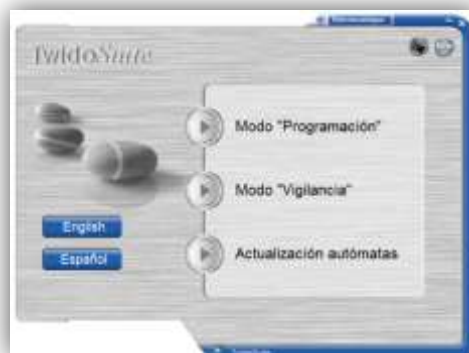 TwidoSuite
Modo "Programación"
Modo "Vigilancia"
English
Español
Actualización autómatas